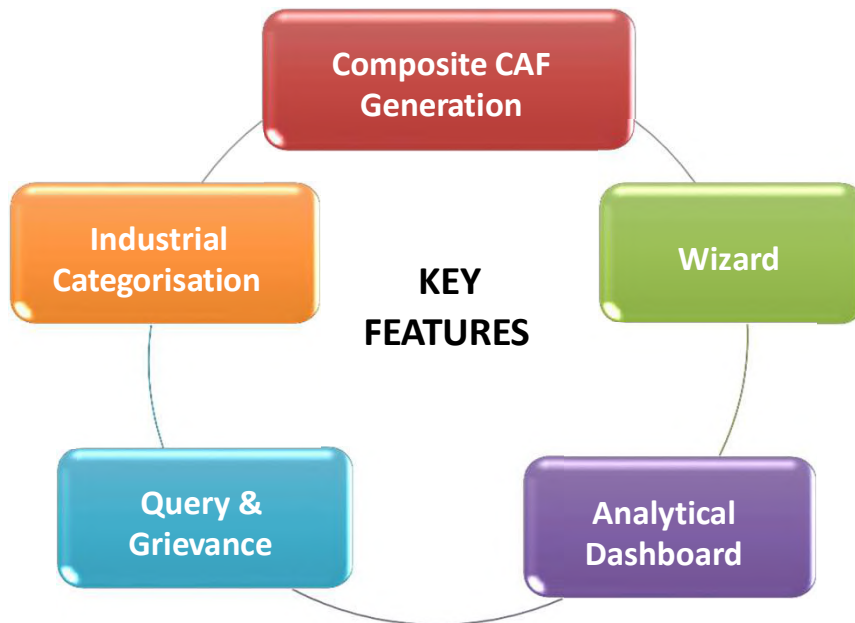 Composite CAF
Generation
Industrial
Categorisation
Wizard
KEY
FEATURES
Query &
Grievance
Analytical
Dashboard